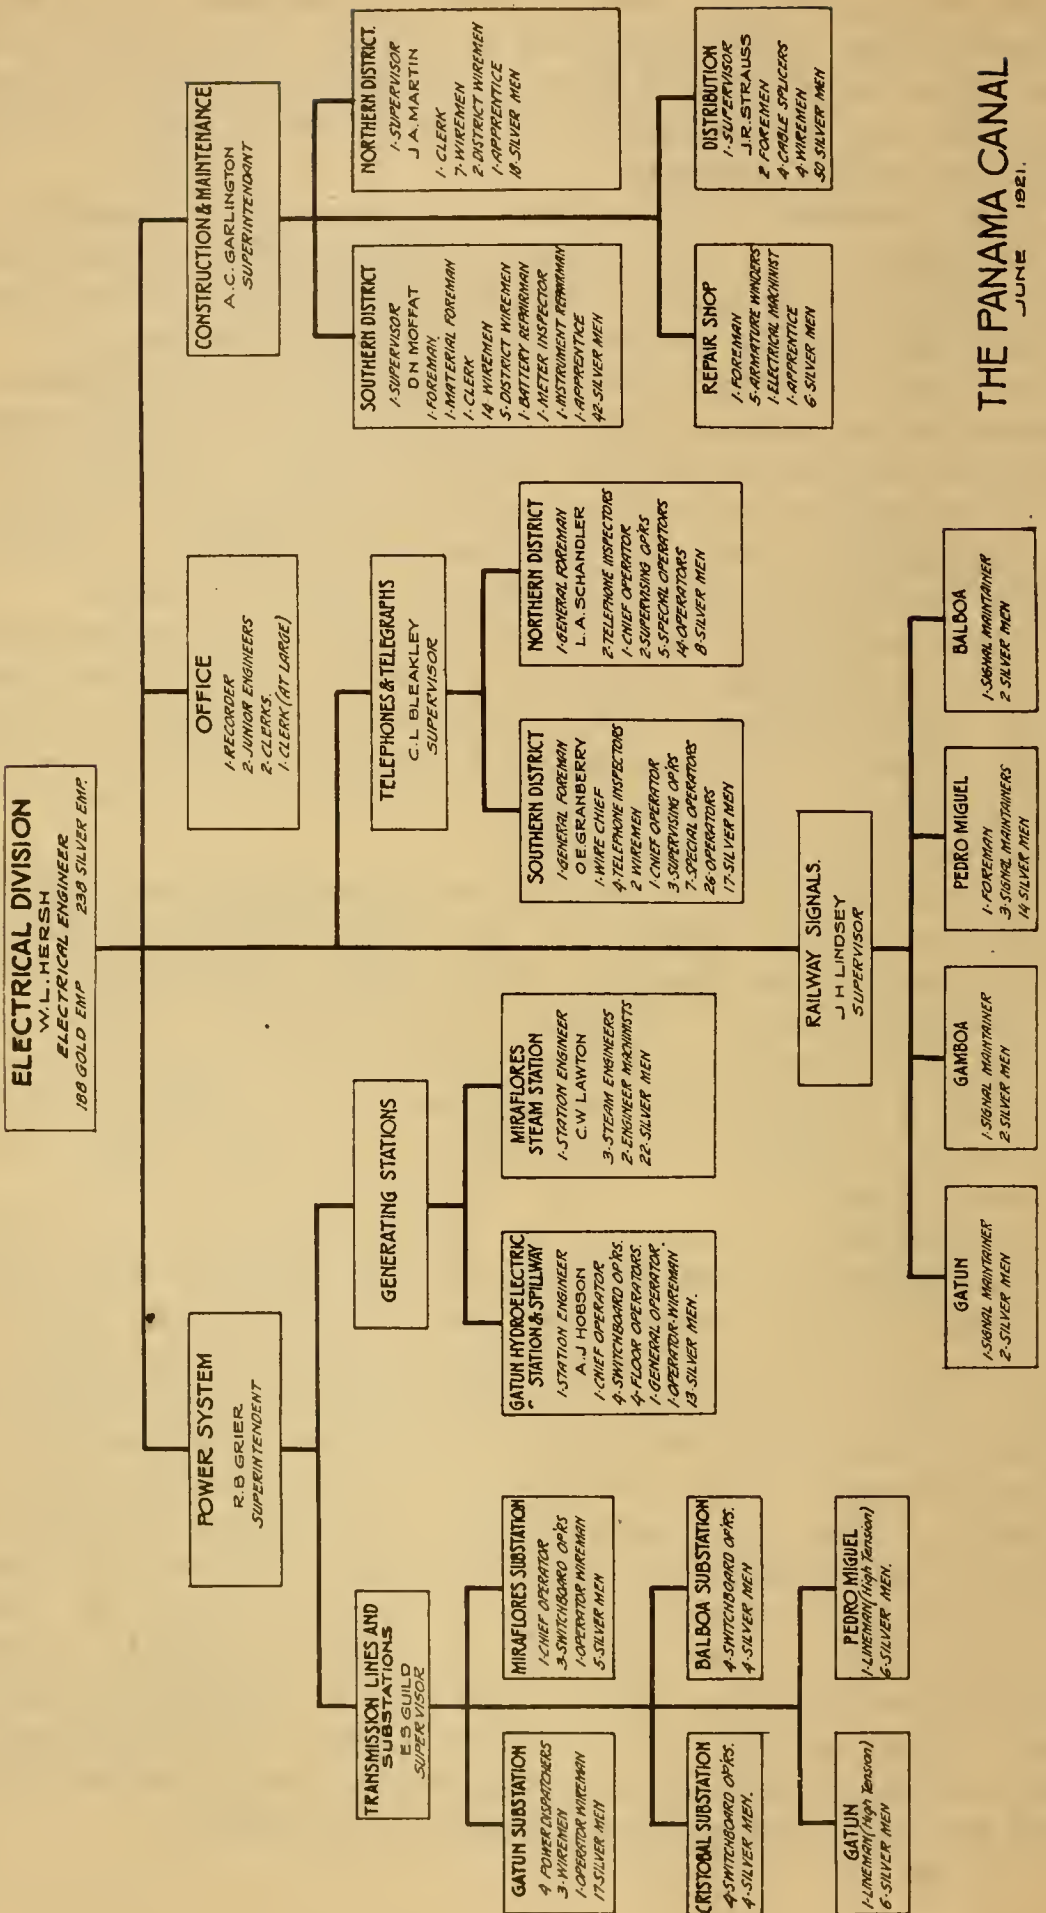 ELECTRICAL DIVISION
W.L. HERSH
ELECTRICAL ENGINEER
188 GOLD EMP 238 SILVER EMP.
POWER SYSTEM
R.B GRIER
SUPERINTENDENT
OFFICE
1-RECORDER
2-JUNIOR ENGINEERS
2-CLERKS.
1-CLERK (AT LARGE)
CONSTRUCTION & MAINTENANCE
A.C. GARLINGTON
SUPERINTENDANT
TRANSMISSION LINES AND
SUBSTATIONS
E S GUILD
SUPERVISOR
GENERATING STATIONS
TELEPHONES & TELEGRAPHS
C.L BLEAKLEY
SUPERVISOR
SOUTHERN DISTRICT
1-SUPERVISOR
D N MOFFAT
1-FOREMAN
1-MATERIAL FOREMAN
1-CLERK
14 WIREMEN
5-DISTRICT WIREMEN
1-BATTERY REPAIRMAN
1-METER INSPECTOR
1-INSTRUMENT REPAIRMAN
1-APPRENTICE
42-SILVER MEN
NORTHERN DISTRICT.
1-SUPERVISOR
J A. MARTIN
1-CLERK
7-WIREMEN
2-DISTRICT WIREMEN
1-APPRENTICE
18-SILVER MEN
GATUN SUBSTATION
4 POWER DISPATCHERS
3-WIREMEN
1-OPERATOR WIREMAN
17-SILVER MEN
MIRAFLORES SUBSTATION
1-CHIEF OPERATOR
3-SWITCHBOARD OP'RS
1-OPERATOR WIREMAN
5-SILVER MEN
GATUN HYDROELECTRIC
STATION & SPILLWAY
1-STATION ENGINEER
A.J HOBSON
1-CHIEF OPERATOR
4-SWITCHBOARD OP'RS.
4-FLOOR OPERATORS.
1-GENERAL OPERATOR.
1-OPERATOR-WIREMAN
13-SILVER MEN.
MIRAFLORES
STEAM STATION
1-STATION ENGINEER
C.W LAWTON
3-STEAM ENGINEERS
2-ENGINEER MACHINISTS
22-SILVER MEN
SOUTHERN DISTRICT
1-GENERAL FOREMAN
O E. GRANBERRY
1-WIRE CHIEF
4-TELEPHONE INSPECTORS
2 WIREMEN
1-CHIEF OPERATOR
3-SUPERVISING OP'RS
7-SPECIAL OPERATORS
26-OPERATORS
17-SILVER MEN
NORTHERN DISTRICT
1-GENERAL FOREMAN
L. A. SCHANDLER
2-TELEPHONE INSPECTORS
1-CHIEF OPERATOR
2-SUPERVISING OP'RS
5-SPECIAL OPERATORS
14-OPERATORS
8-SILVER MEN
REPAIR SHOP
1-FOREMAN
5-ARMATURE WINDERS
1-ELECTRICAL MACHINIST
1-APPRENTICE
6-SILVER MEN
DISTRIBUTION
1-SUPERVISOR
J.R. STRAUSS
2 FOREMEN
4-CABLE SPLICERS
4-WIREMEN
50 SILVER MEN
CRISTOBAL SUBSTATION
4-SWITCHBOARD OP'RS.
4-SILVER MEN.
BALBOA SUBSTATION
4-SWITCHBOARD OP'RS.
4-SILVER MEN
RAILWAY SIGNALS.
J H LINDSEY
SUPERVISOR
GATUN
1-LINEMAN (High Tension)
6-SILVER MEN
PEDRO MIGUEL
1-LINEMAN (High Tension)
6-SILVER MEN.
GATUN
1-SIGNAL MAINTAINER
2-SILVER MEN
GAMBOA
1-SIGNAL MAINTAINER
2 SILVER MEN
PEDRO MIGUEL
1-FOREMAN
3-SIGNAL MAINTAINERS
14 SILVER MEN
BALBOA
1-SIGNAL MAINTAINER
2 SILVER MEN
THE PANAMA CANAL
JUNE 1921.